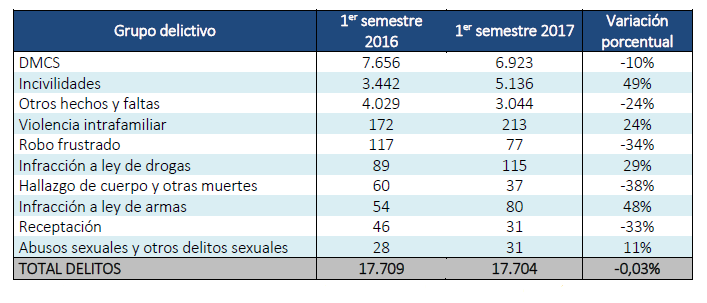 Grupo delictivo 1er semestre 2016 1er semestre 2017 Variación porcentual
DMCS 7.656 6.923 -10%
Incivilidades 3.442 5.136 49%
Otros hechos y faltas 4.029 3.044 -24%
Violencia intrafamiliar 172 213 24%
Robo frustrado 117 77 -34%
Infracción a ley de drogas 89 115 29%
Hallazgo de cuerpo y otras muertes 60 37 -38%
Infracción a ley de armas 54 80 48%
Receptación 46 31 -33%
Abusos sexuales y otros delitos sexuales 28 31 11%
TOTAL DELITOS 17.709 17.704 -0,03%